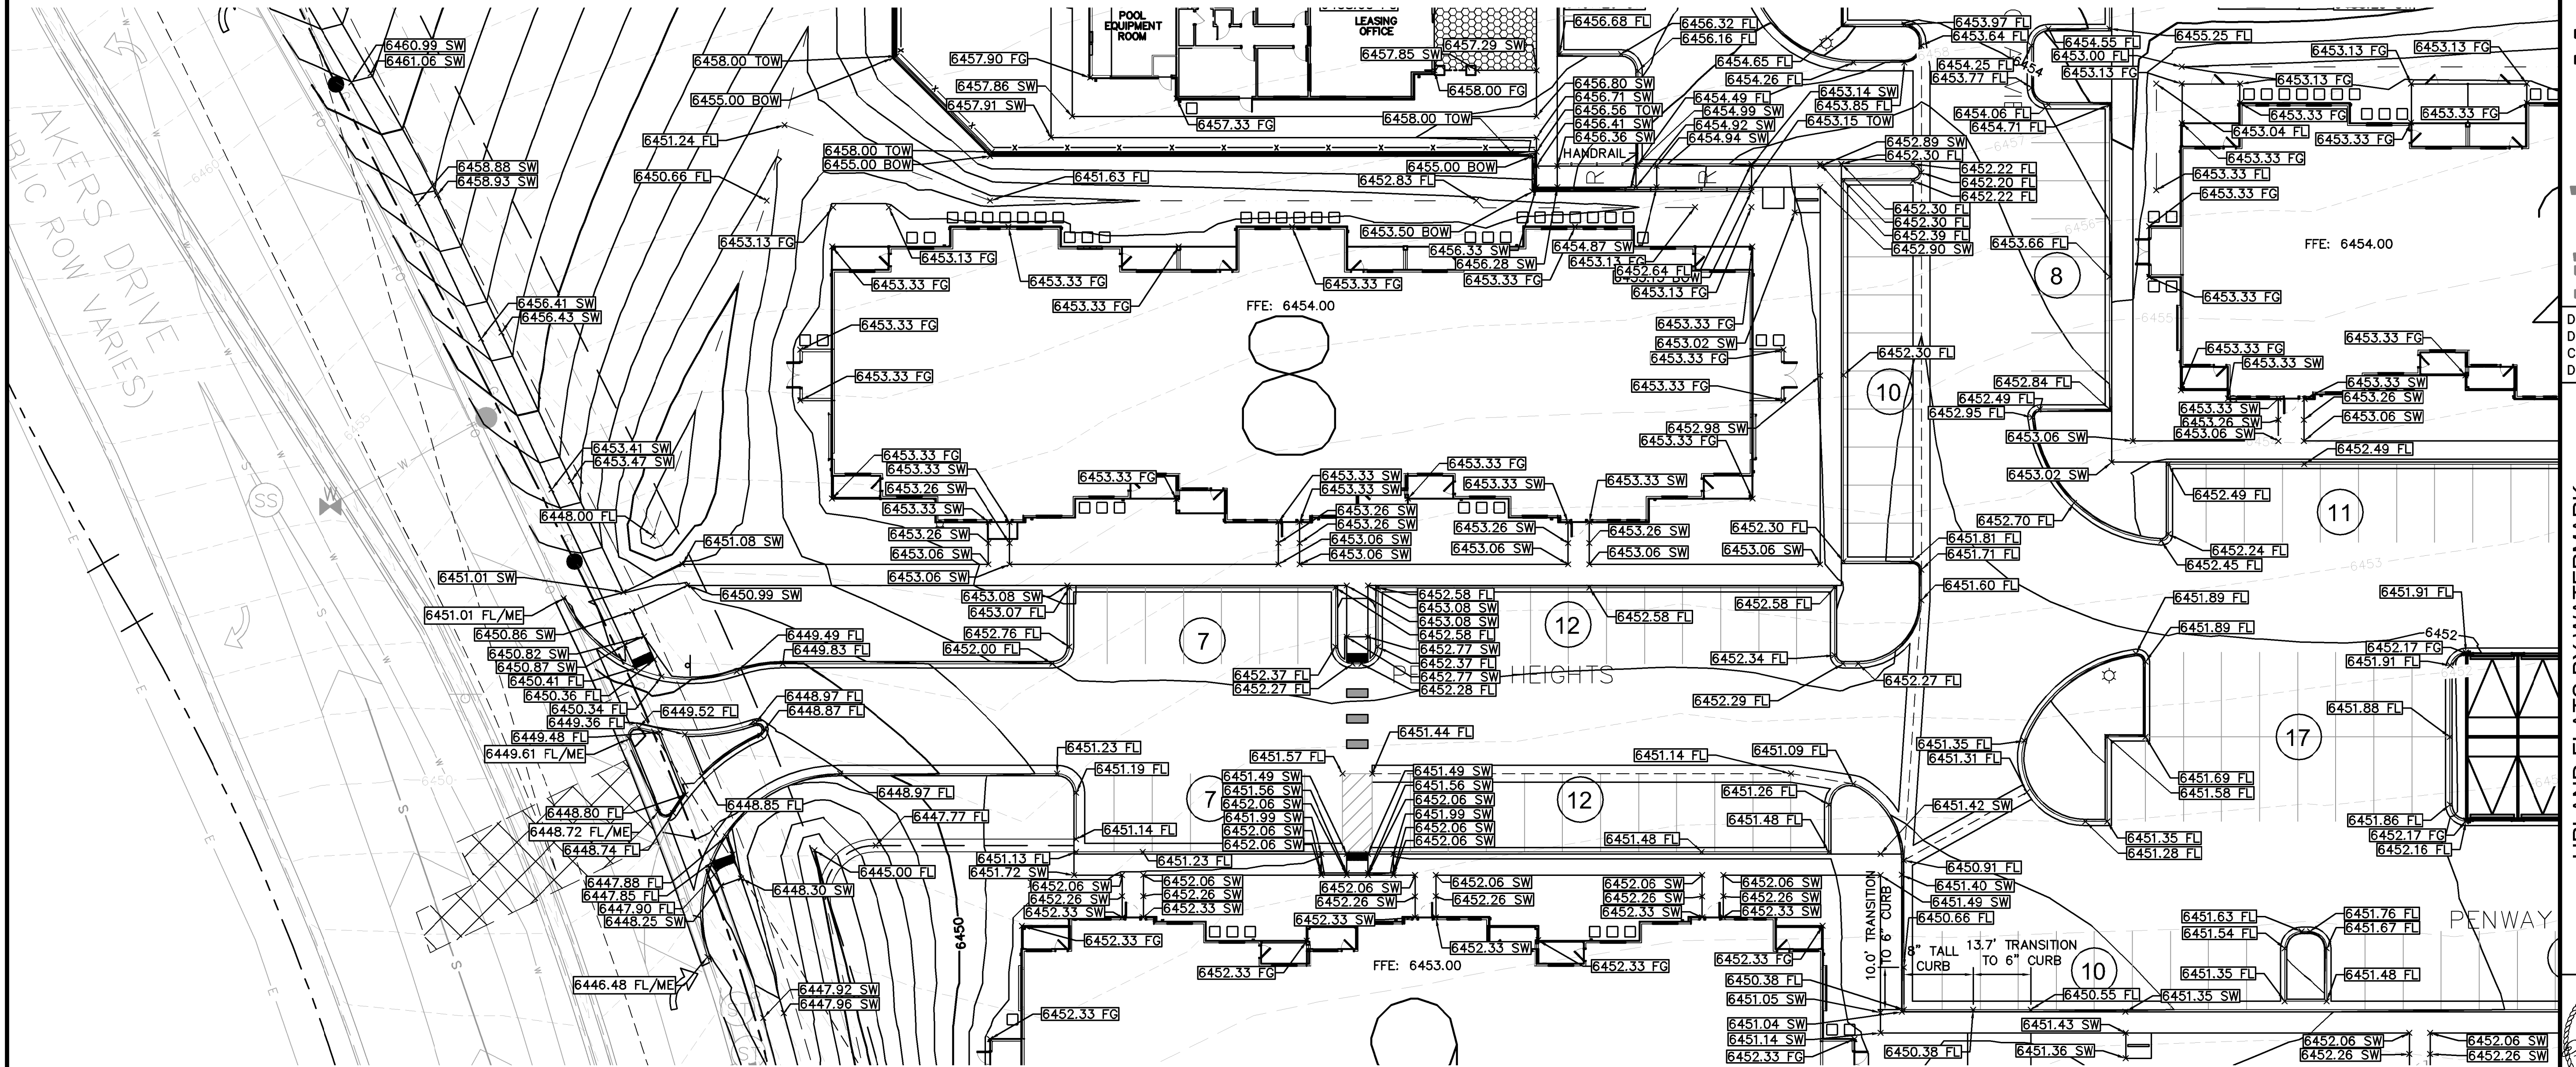 6460.99 SW
6461.06 SW
AKERS DRIVE
BLIC ROW VARIES)
6458.88 SW
6458.93 SW
6456.41 SW
6456.43 SW
6453.41 SW
6453.47 SW
6448.00 FL
6451.08 SW
6451.01 SW
6451.01 FL/ME
6450.99 SW
6450.86 SW
6450.82 SW
6450.87 SW
6450.41 FL
6450.36 FL
6450.34 FL
6449.36 FL
6449.48 FL
6449.61 FL/ME
6449.52 FL
6449.49 FL
6449.83 FL
6448.97 FL
6448.87 FL
6448.80 FL
6448.72 FL/ME
6448.74 FL
6448.85 FL
6448.97 FL
6447.77 FL
6445.00 FL
6447.88 FL
6447.85 FL
6447.90 FL
6448.25 SW
6448.30 SW
6446.48 FL/ME
6447.92 SW
6447.96 SW
6450
SS
6458.00 TOW
6455.00 BOW
6451.24 FL
6450.66 FL
6458.00 TOW
6455.00 BOW
6453.13 FG
POOL
EQUIPMENT
ROOM
LEASING
OFFICE
6457.90 FG
6457.86 SW
6457.91 SW
6457.33 FG
6457.85 SW
6457.29 SW
6458.00 FG
6458.00 TOW
6455.00 BOW
6451.63 FL
6452.83 FL
6453.50 BOW
6456.68 FL
6456.32 FL
6456.16 FL
6454.65 FL
6454.26 FL
6456.80 SW
6456.71 SW
6456.56 TOW
6456.41 SW
6456.36 SW
HANDRAIL
6454.49 FL
6454.99 SW
6454.92 SW
6454.94 SW
6453.14 SW
6453.85 FL
6453.15 TOW
6453.97 FL
6453.64 FL
6454.25 FL
6453.77 FL
6454
6454.06 FL
6454.71 FL
6454.55 FL
6453.00 FL
6453.13 FG
6455.25 FL
6453.13 FG
6453.13 FG
6453.13 FG
6453.33 FG
6453.33 FG
6453.04 FL
6453.33 FG
6453.33 FG
6453.33 FL
6453.33 FG
FFE: 6454.00
6452.89 SW
6452.30 FL
6452.22 FL
6452.20 FL
6452.22 FL
6452.30 FL
6452.30 FL
6452.39 FL
6452.90 SW
6453.66 FL
8
6453.13 FG
6453.33 FG
6453.33 FG
6453.33 FG
6453.33 FG
6456.33 SW
6456.28 SW
6453.33 FG
6454.87 SW
6453.13 FG
6452.64 FL
6453.13 FG
FFE: 6454.00
8
6453.33 FG
6453.33 FG
6453.33 FG
6453.02 SW
6453.33 FG
6453.33 FG
6452.98 SW
6453.33 FG
6452.30 FL
10
6452.84 FL
6452.49 FL
6452.95 FL
6453.06 SW
6453.02 SW
6453.33 FG
6453.33 FG
6453.33 SW
6453.33 FG
6453.33 SW
6453.26 SW
6453.06 SW
6453.33 SW
6453.26 SW
6453.06 SW
6452.49 FL
6452.49 FL
11
6452.70 FL
6452.24 FL
6452.45 FL
6453
6453.33 FG
6453.33 SW
6453.26 SW
6453.33 SW
6453.26 SW
6453.06 SW
6453.06 SW
6453.33 FG
6453.33 SW
6453.33 SW
6453.26 SW
6453.26 SW
6453.06 SW
6453.06 SW
6453.33 FG
6453.33 SW
6453.26 SW
6453.06 SW
6453.33 SW
6453.26 SW
6453.06 SW
6452.30 FL
6453.06 SW
6451.81 FL
6451.71 FL
6451.60 FL
6453.08 SW
6453.07 FL
6452.76 FL
6452.00 FL
7
6452.37 FL
6452.27 FL
6452.58 FL
6453.08 SW
6453.08 SW
6452.58 FL
6452.77 SW
6452.37 FL
6452.77 SW
6452.28 FL
HEIGHTS
12
6452.58 FL
6452.58 FL
6452.34 FL
6452.29 FL
6452.27 FL
6451.89 FL
6451.89 FL
6451.91 FL
6452
6452.17 FG
6451.91 FL
6451.88 FL
17
6451.69 FL
6451.58 FL
6451.35 FL
6451.31 FL
6451.86 FL
6452.17 FG
6452.16 FL
6451.35 FL
6451.28 FL
6451.23 FL
6451.19 FL
7
6451.14 FL
6451.13 FL
6451.72 SW
6451.23 FL
6451.57 FL
6451.44 FL
6451.49 SW
6451.56 SW
6452.06 SW
6451.99 SW
6452.06 SW
6452.06 SW
6451.49 SW
6451.56 SW
6452.06 SW
6451.99 SW
6452.06 SW
6452.06 SW
12
6451.14 FL
6451.09 FL
6451.26 FL
6451.48 FL
6451.48 FL
6451.42 SW
6450.91 FL
6451.40 SW
6451.49 SW
6450.66 FL
6452.06 SW
6452.26 SW
6452.33 SW
6452.06 SW
6452.26 SW
6452.33 SW
6452.06 SW
6452.26 SW
6452.33 SW
6452.06 SW
6452.26 SW
6452.33 SW
6452.06 SW
6452.26 SW
6452.33 SW
6452.06 SW
6452.26 SW
6452.33 SW
6452.33 FG
6452.33 FG
6452.33 FG
6452.33 FG
6452.33 FG
FFE: 6453.00
10.0' TRANSITION
TO 6" CURB
8" TALL
CURB
13.7' TRANSITION
TO 6" CURB
10
6450.38 FL
6451.05 SW
6451.04 SW
6451.14 SW
6452.33 FG
6450.38 FL
6450.55 FL
6451.35 SW
6451.43 SW
6451.36 SW
6451.63 FL
6451.54 FL
6451.76 FL
6451.67 FL
6451.35 FL
6451.48 FL
PENWAY
6452.06 SW
6452.26 SW
6452.06 SW
6452.26 SW